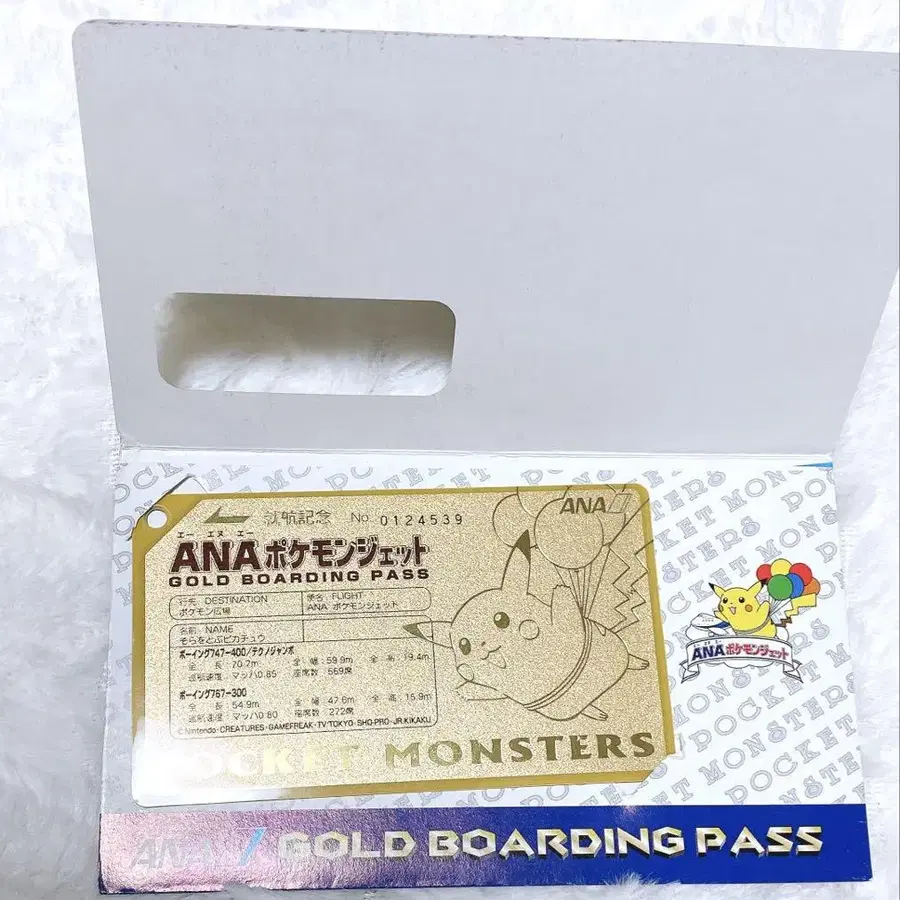 就航記念 No. 0124539
ANA
エー エヌ エー
ANAポケモンジェット
GOLD BOARDING PASS
行先 DESTINATION
ポケモン広場
便名 FLIGHT
ANA ポケモンジェット
名前 NAME
そらをとぶピカチュウ
ボーイング747-400/テクノジャンボ
全長 70.7m 全幅 59.9m 全高 19.4m
巡航速度 マッハ0.85 座席数 569席
ボーイング767-300
全長 54.9m 全幅 47.6m 全高 15.9m
巡航速度 マッハ0.80 座席数 272席
©Nintendo・CREATURES・GAMEFREAK・TV TOKYO・SHO-PRO・JR.KIKAKU
POCKET MONSTERS
ANAポケモンジェット
POCKET MONSTERS
ANA GOLD BOARDING PASS